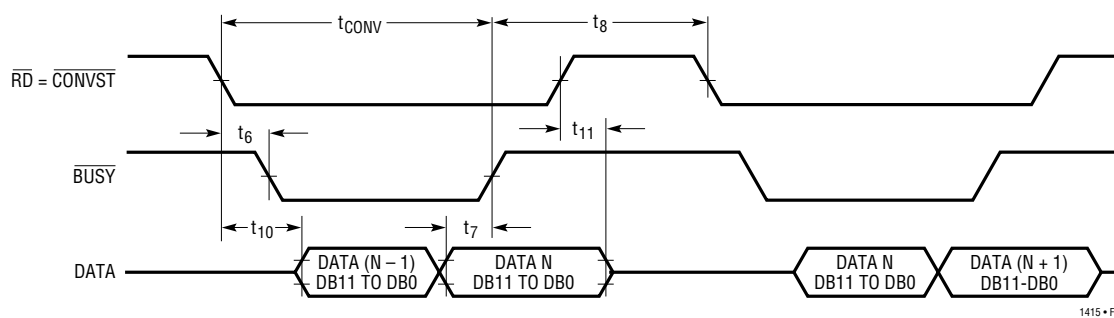 tCONV
t8
RD = CONVST
t6
t11
BUSY
t10
t7
DATA
DATA (N – 1)
DB11 TO DB0
DATA N
DB11 TO DB0
DATA N
DB11 TO DB0
DATA (N + 1)
DB11-DB0
1415 • F